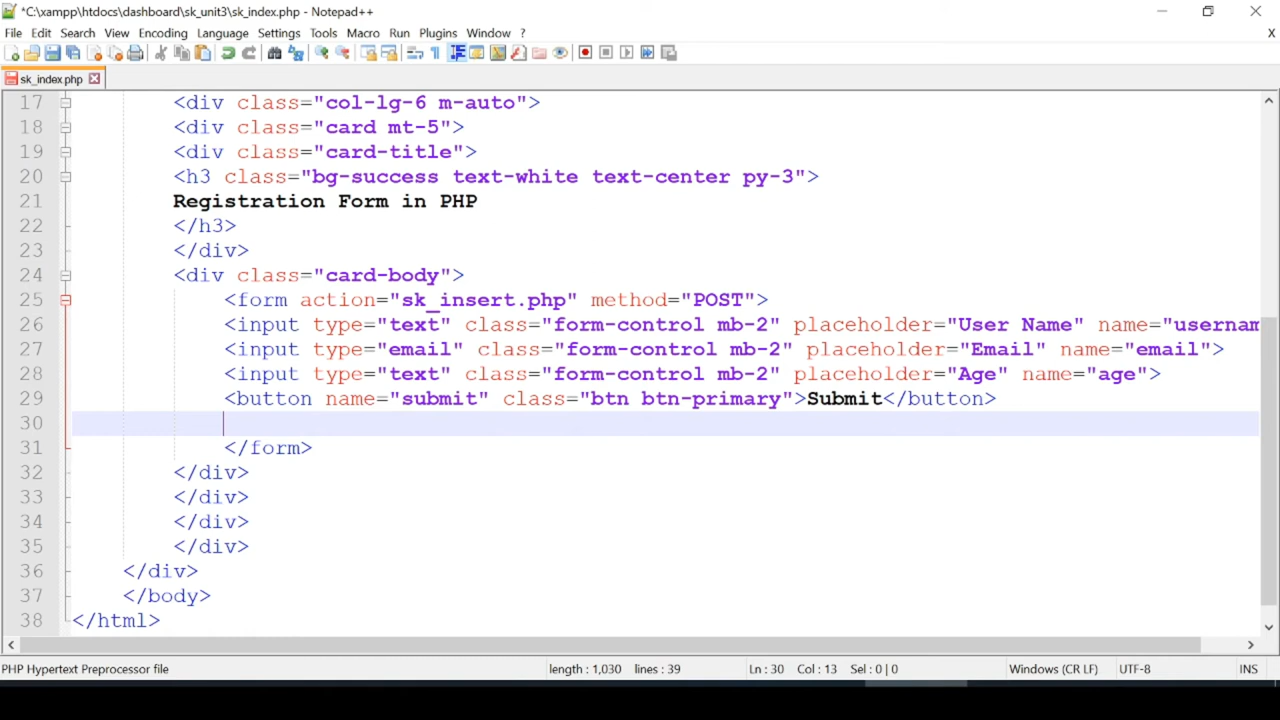 *C:\xampp\htdocs\dashboard\sk_unit3\sk_index.php - Notepad++
File Edit Search View Encoding Language Settings Tools Macro Run Plugins Window ? X
sk_index.php
17 <div class="col-lg-6 m-auto">
18 <div class="card mt-5">
19 <div class="card-title">
20 <h3 class="bg-success text-white text-center py-3">
21 Registration Form in PHP
22 </h3>
23 </div>
24 <div class="card-body">
25 <form action="sk_insert.php" method="POST">
26 <input type="text" class="form-control mb-2" placeholder="User Name" name="usernam
27 <input type="email" class="form-control mb-2" placeholder="Email" name="email">
28 <input type="text" class="form-control mb-2" placeholder="Age" name="age">
29 <button name="submit" class="btn btn-primary">Submit</button>
30
31 </form>
32 </div>
33 </div>
34 </div>
35 </div>
36 </div>
37 </body>
38 </html>
PHP Hypertext Preprocessor file length : 1,030 lines : 39 Ln : 30 Col : 13 Sel : 0 | 0 Windows (CR LF) UTF-8 INS